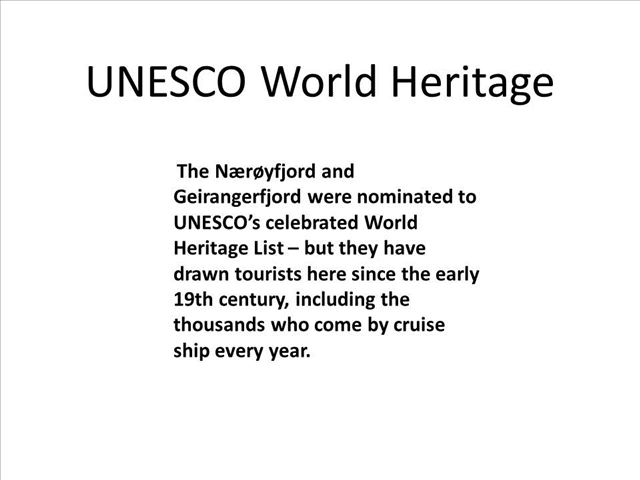 UNESCO World Heritage
The Nærøyfjord and
Geirangerfjord were nominated to
UNESCO’s celebrated World
Heritage List – but they have
drawn tourists here since the early
19th century, including the
thousands who come by cruise
ship every year.